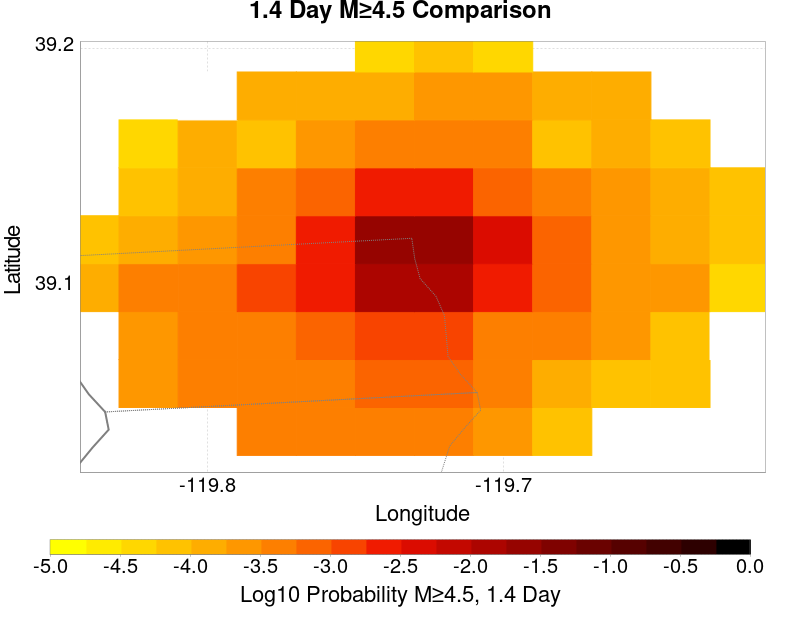 1.4 Day M≥4.5 Comparison
39.2
39.1
Latitude
-119.8 -119.7
Longitude
-5.0 -4.5 -4.0 -3.5 -3.0 -2.5 -2.0 -1.5 -1.0 -0.5 0.0
Log10 Probability M≥4.5, 1.4 Day